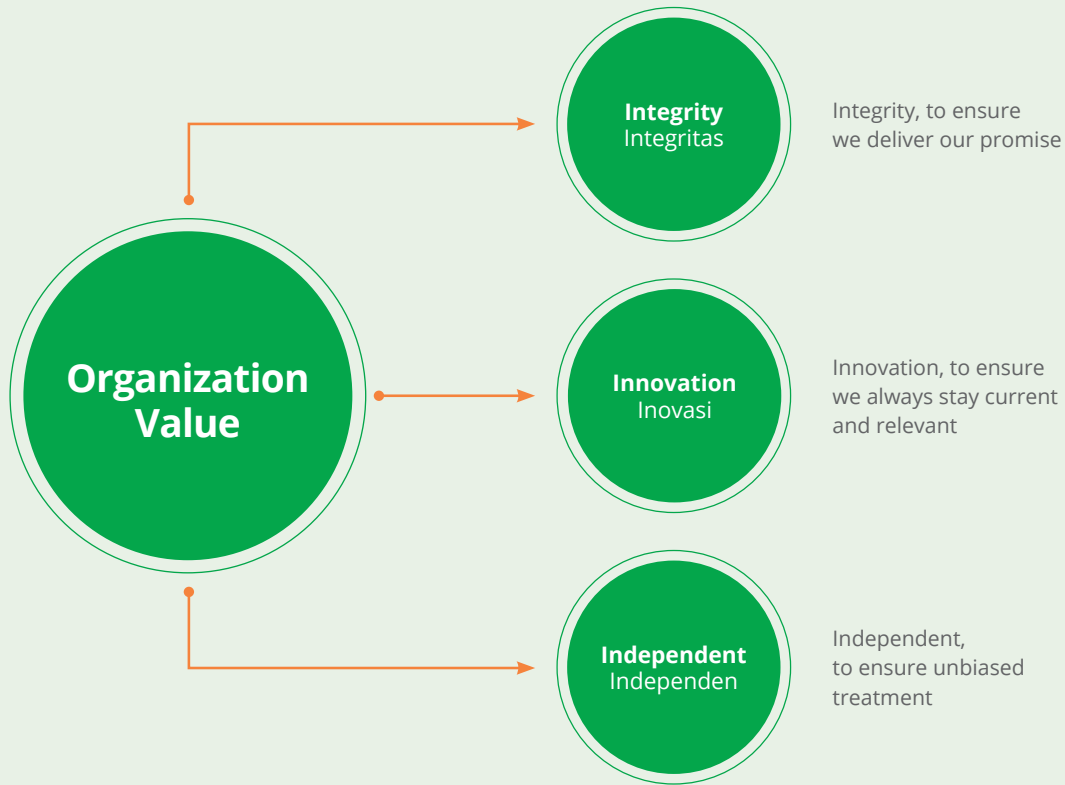 Organization
Value
Integrity
Integritas
Integrity, to ensure
we deliver our promise
Innovation
Inovasi
Innovation, to ensure
we always stay current
and relevant
Independent
Independen
Independent,
to ensure unbiased
treatment